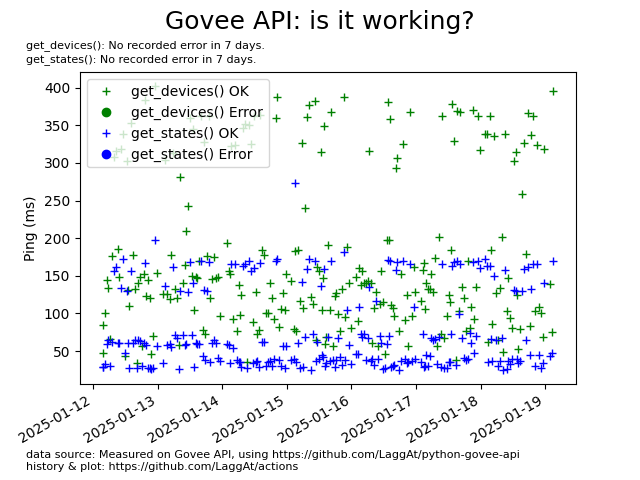 Govee API: is it working?
get_devices(): No recorded error in 7 days.
get_states(): No recorded error in 7 days.
get_devices() OK
get_devices() Error
get_states() OK
get_states() Error
Ping (ms)
400
350
300
250
200
150
100
50
2025-01-12
2025-01-13
2025-01-14
2025-01-15
2025-01-16
2025-01-17
2025-01-18
2025-01-19
data source: Measured on Govee API, using https://github.com/LaggAt/python-govee-api
history & plot: https://github.com/LaggAt/actions